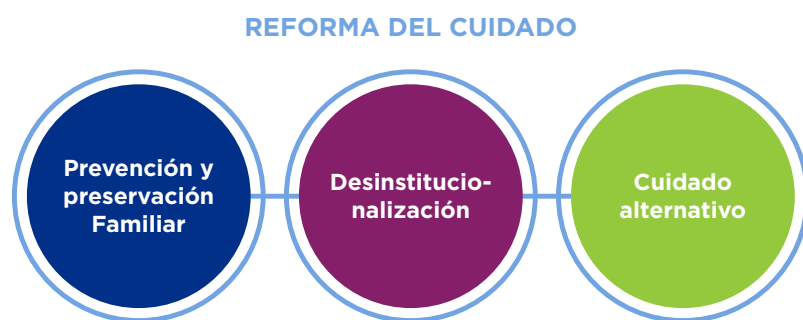 REFORMA DEL CUIDADO
Prevención y
preservación
Familiar
Desinstitucio-
nalización
Cuidado
alternativo